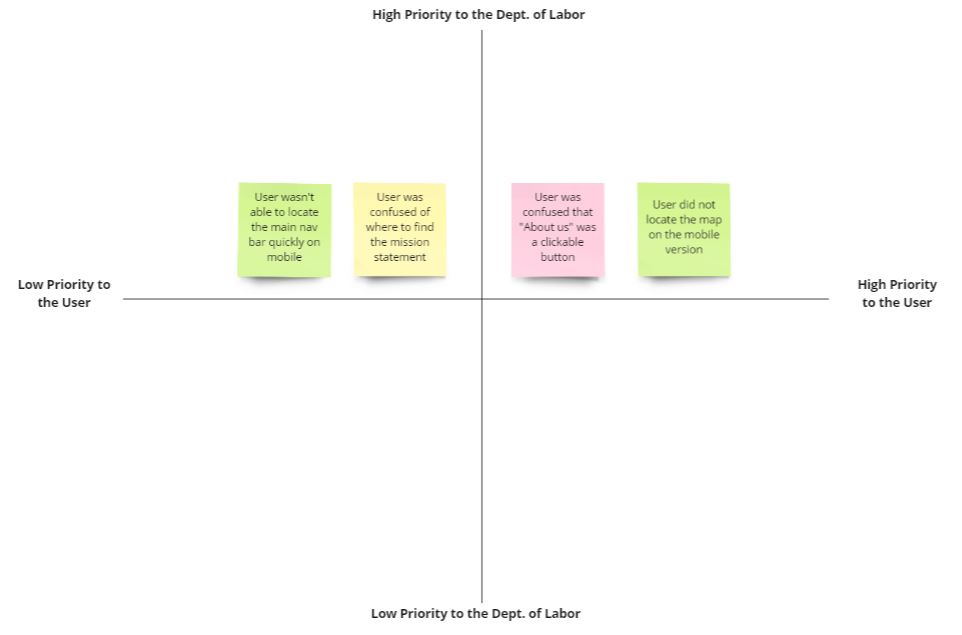 High Priority to the Dept. of Labor
User wasn't
able to locate
the main nav
bar quickly on
mobile
User was
confused of
where to find
the mission
statement
User was
confused that
"About us" was
a clickable
button
User did not
locate the map
on the mobile
version
Low Priority to
the User
High Priority
to the User
Low Priority to the Dept. of Labor